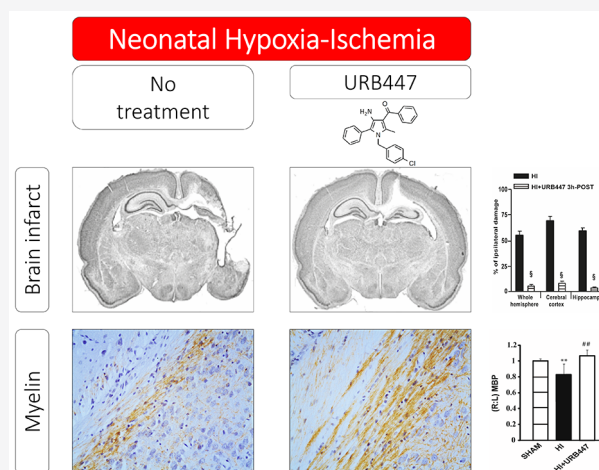 Neonatal Hypoxia-Ischemia
No
treatment
URB447
H₂N
O
N
Cl
Brain infarct
HI
HI+URB447 3h-POST
% of ipsilateral damage
100
75
50
25
0
§
§
§
Whole
hemisphere
Cerebral
cortex
Hippocamp
Myelin
(R:L) MBP
1.2
1
0.8
0.6
0.4
0.2
0
**
##
SHAM
HI
HI+URB447